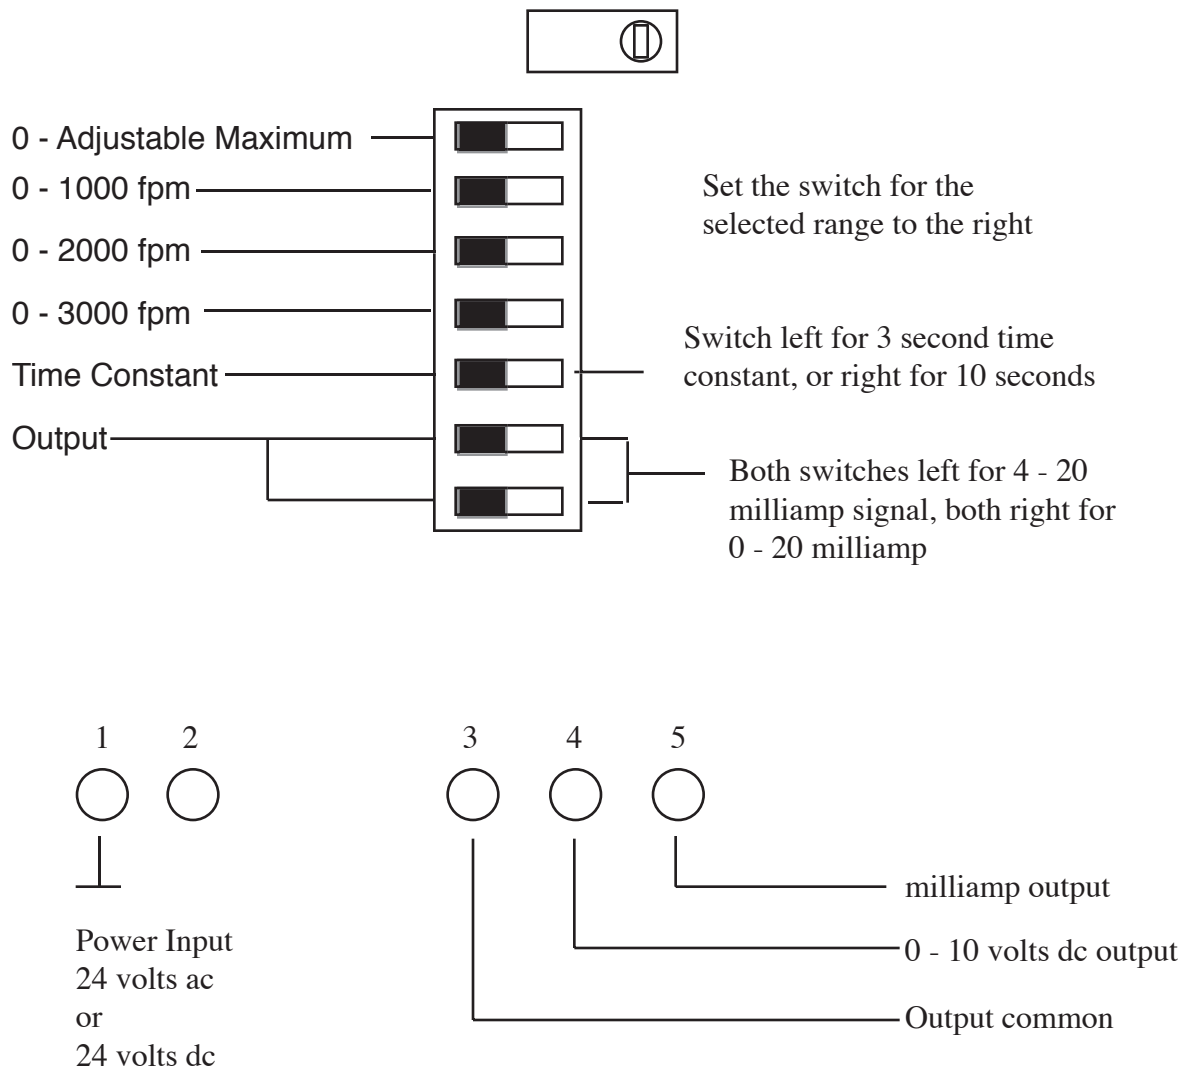 0 - Adjustable Maximum
0 - 1000 fpm
Set the switch for the
selected range to the right
0 - 2000 fpm
0 - 3000 fpm
Switch left for 3 second time
constant, or right for 10 seconds
Time Constant
Output
Both switches left for 4 - 20
milliamp signal, both right for
0 - 20 milliamp
1 2 3 4 5
milliamp output
0 - 10 volts dc output
Output common
Power Input
24 volts ac
or
24 volts dc